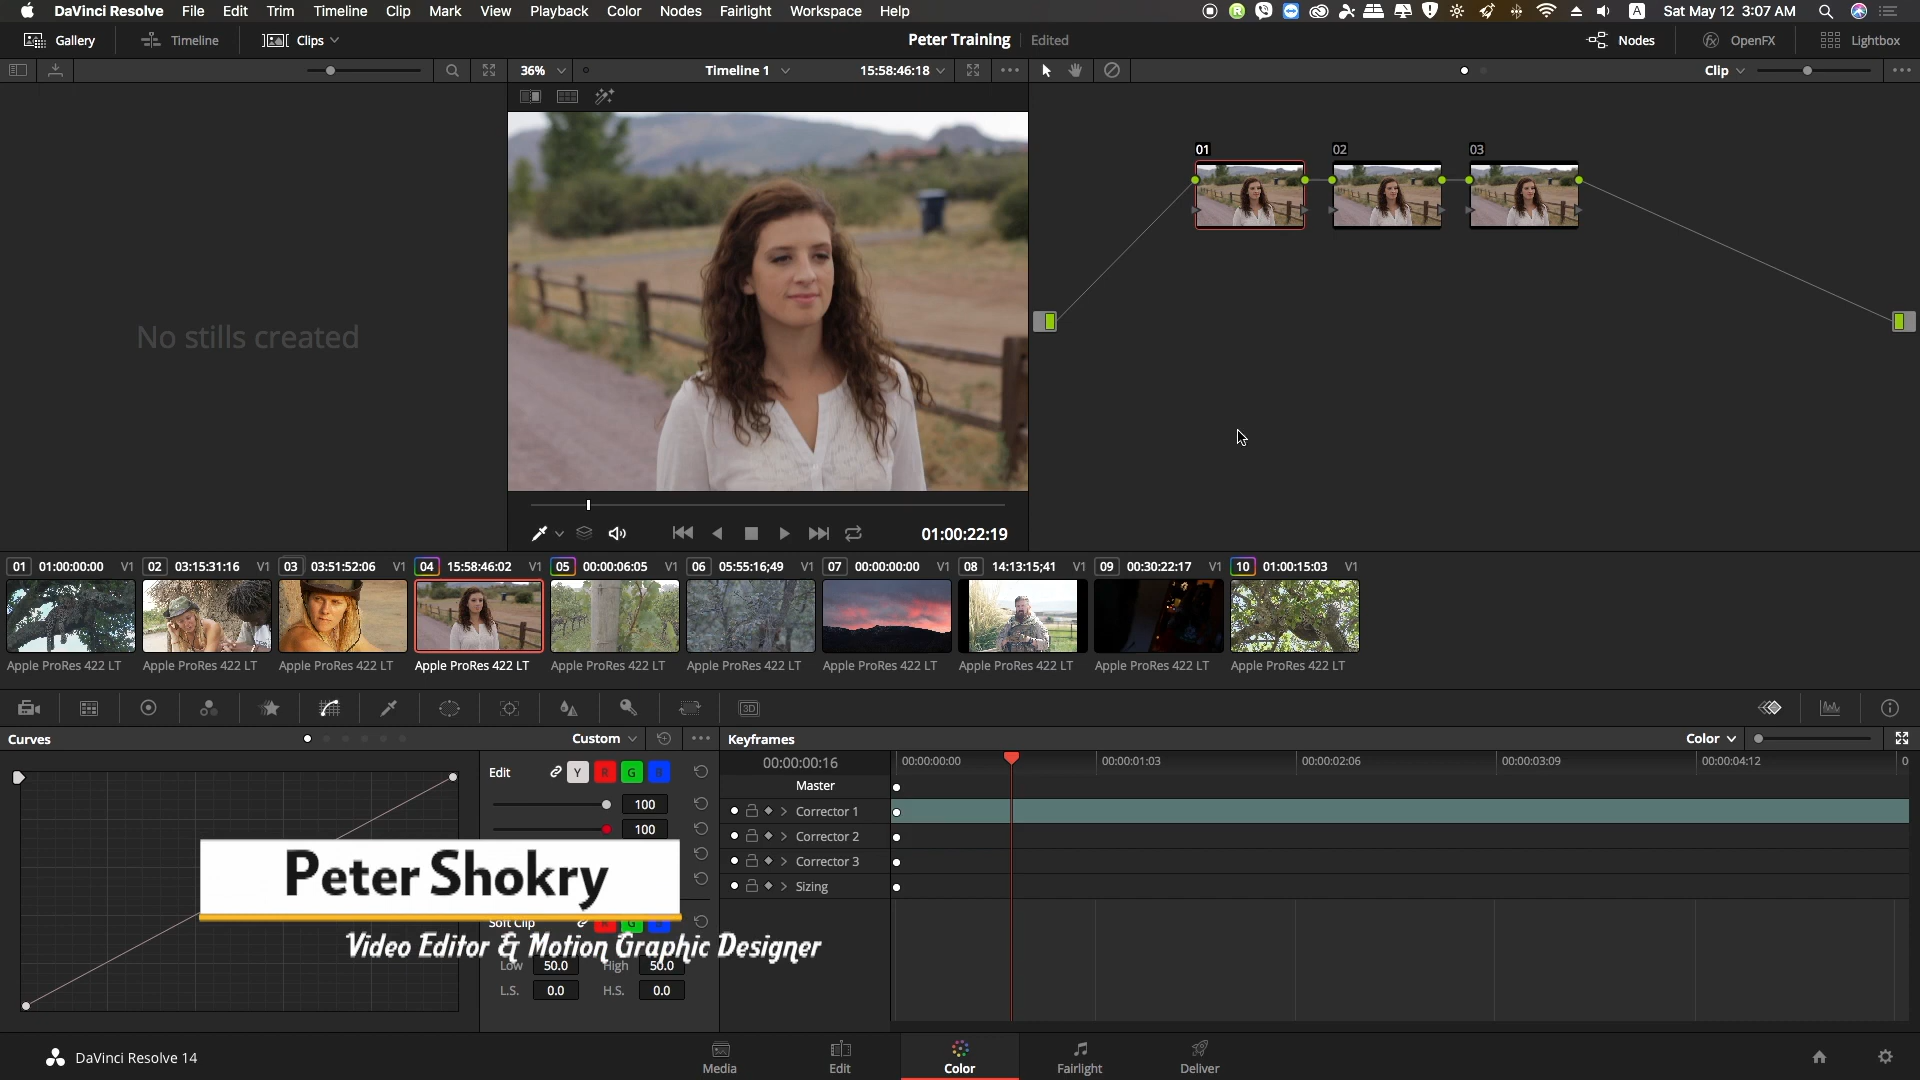 DaVinci Resolve File Edit Trim Timeline Clip Mark View Playback Color Nodes Fairlight Workspace Help A Sat May 12 3:07 AM
Gallery Timeline Clips Peter Training Edited Nodes OpenFX Lightbox
36% Timeline 1 15:58:46:18 Clip
01 02 03
No stills created
01:00:22:19
01 01:00:00:00 V1 02 03:15:31:16 V1 03 03:51:52:06 V1 04 15:58:46:02 V1 05 00:00:06:05 V1 06 05:55:16;49 V1 07 00:00:00:00 V1 08 14:13:15;41 V1 09 00:30:22:17 V1 10 01:00:15:03 V1
Apple ProRes 422 LT Apple ProRes 422 LT Apple ProRes 422 LT Apple ProRes 422 LT Apple ProRes 422 LT Apple ProRes 422 LT Apple ProRes 422 LT Apple ProRes 422 LT Apple ProRes 422 LT Apple ProRes 422 LT
3D
Curves Custom Keyframes Color
00:00:00:16 00:00:00:00 00:00:01:03 00:00:02:06 00:00:03:09 00:00:04:12 0
Edit Y R G B
Master
100
Corrector 1
100
Corrector 2
Corrector 3
Sizing
Peter Shokry
Soft Clip R G B
Video Editor & Motion Graphic Designer
Low 50.0 High 50.0
L.S. 0.0 H.S. 0.0
DaVinci Resolve 14 Media Edit Color Fairlight Deliver